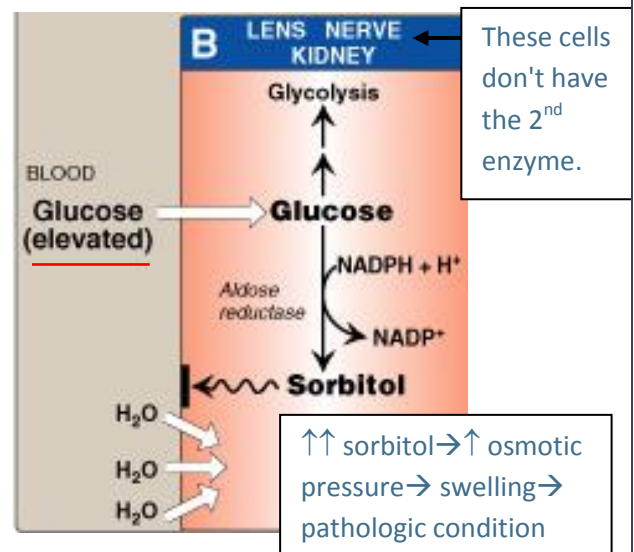 B
LENS NERVE
KIDNEY
These cells
don't have
the 2nd
enzyme.
Glycolysis
BLOOD
Glucose
(elevated)
Glucose
NADPH + H⁺
Aldose
reductase
NADP⁺
Sorbitol
H₂O
H₂O
H₂O
↑↑ sorbitol→↑ osmotic
pressure→ swelling→
pathologic condition